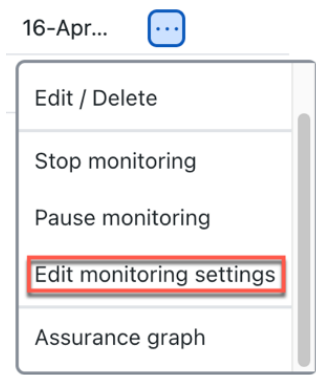 16-Apr...
Edit / Delete
Stop monitoring
Pause monitoring
Edit monitoring settings
Assurance graph